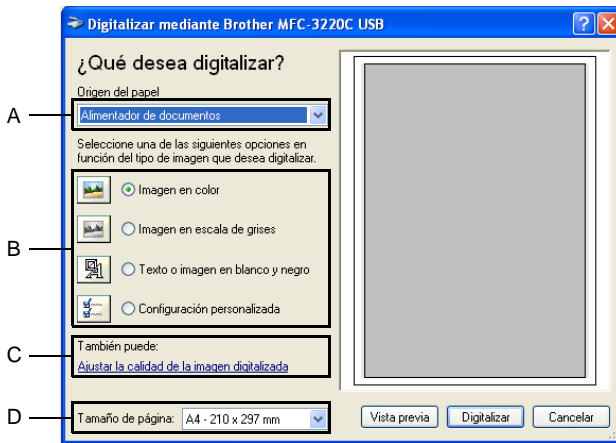 Digitalizar mediante Brother MFC-3220C USB
¿Qué desea digitalizar?
Origen del papel
A
Alimentador de documentos
Seleccione una de las siguientes opciones en
función del tipo de imagen que desea digitalizar.
Imagen en color
Imagen en escala de grises
B
Texto o imagen en blanco y negro
Configuración personalizada
También puede:
C
Ajustar la calidad de la imagen digitalizada
D
Tamaño de página: A4 - 210 x 297 mm
Vista previa Digitalizar Cancelar